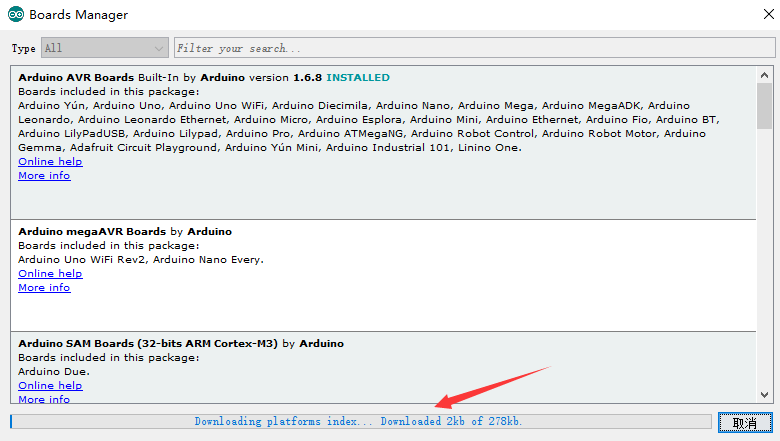 Boards Manager
Type All Filter your search...
Arduino AVR Boards Built-In by Arduino version 1.6.8 INSTALLED
Boards included in this package:
Arduino Yún, Arduino Uno, Arduino Uno WiFi, Arduino Diecimila, Arduino Nano, Arduino Mega, Arduino MegaADK, Arduino
Leonardo, Arduino Leonardo Ethernet, Arduino Micro, Arduino Esplora, Arduino Mini, Arduino Ethernet, Arduino Fio, Arduino BT,
Arduino LilyPadUSB, Arduino Lilypad, Arduino Pro, Arduino ATMegaNG, Arduino Robot Control, Arduino Robot Motor, Arduino
Gemma, Adafruit Circuit Playground, Arduino Yún Mini, Arduino Industrial 101, Linino One.
Online help
More info
Arduino megaAVR Boards by Arduino
Boards included in this package:
Arduino Uno WiFi Rev2, Arduino Nano Every.
Online help
More info
Arduino SAM Boards (32-bits ARM Cortex-M3) by Arduino
Boards included in this package:
Arduino Due.
Online help
More info
Downloading platforms index... Downloaded 2kb of 278kb.
取消